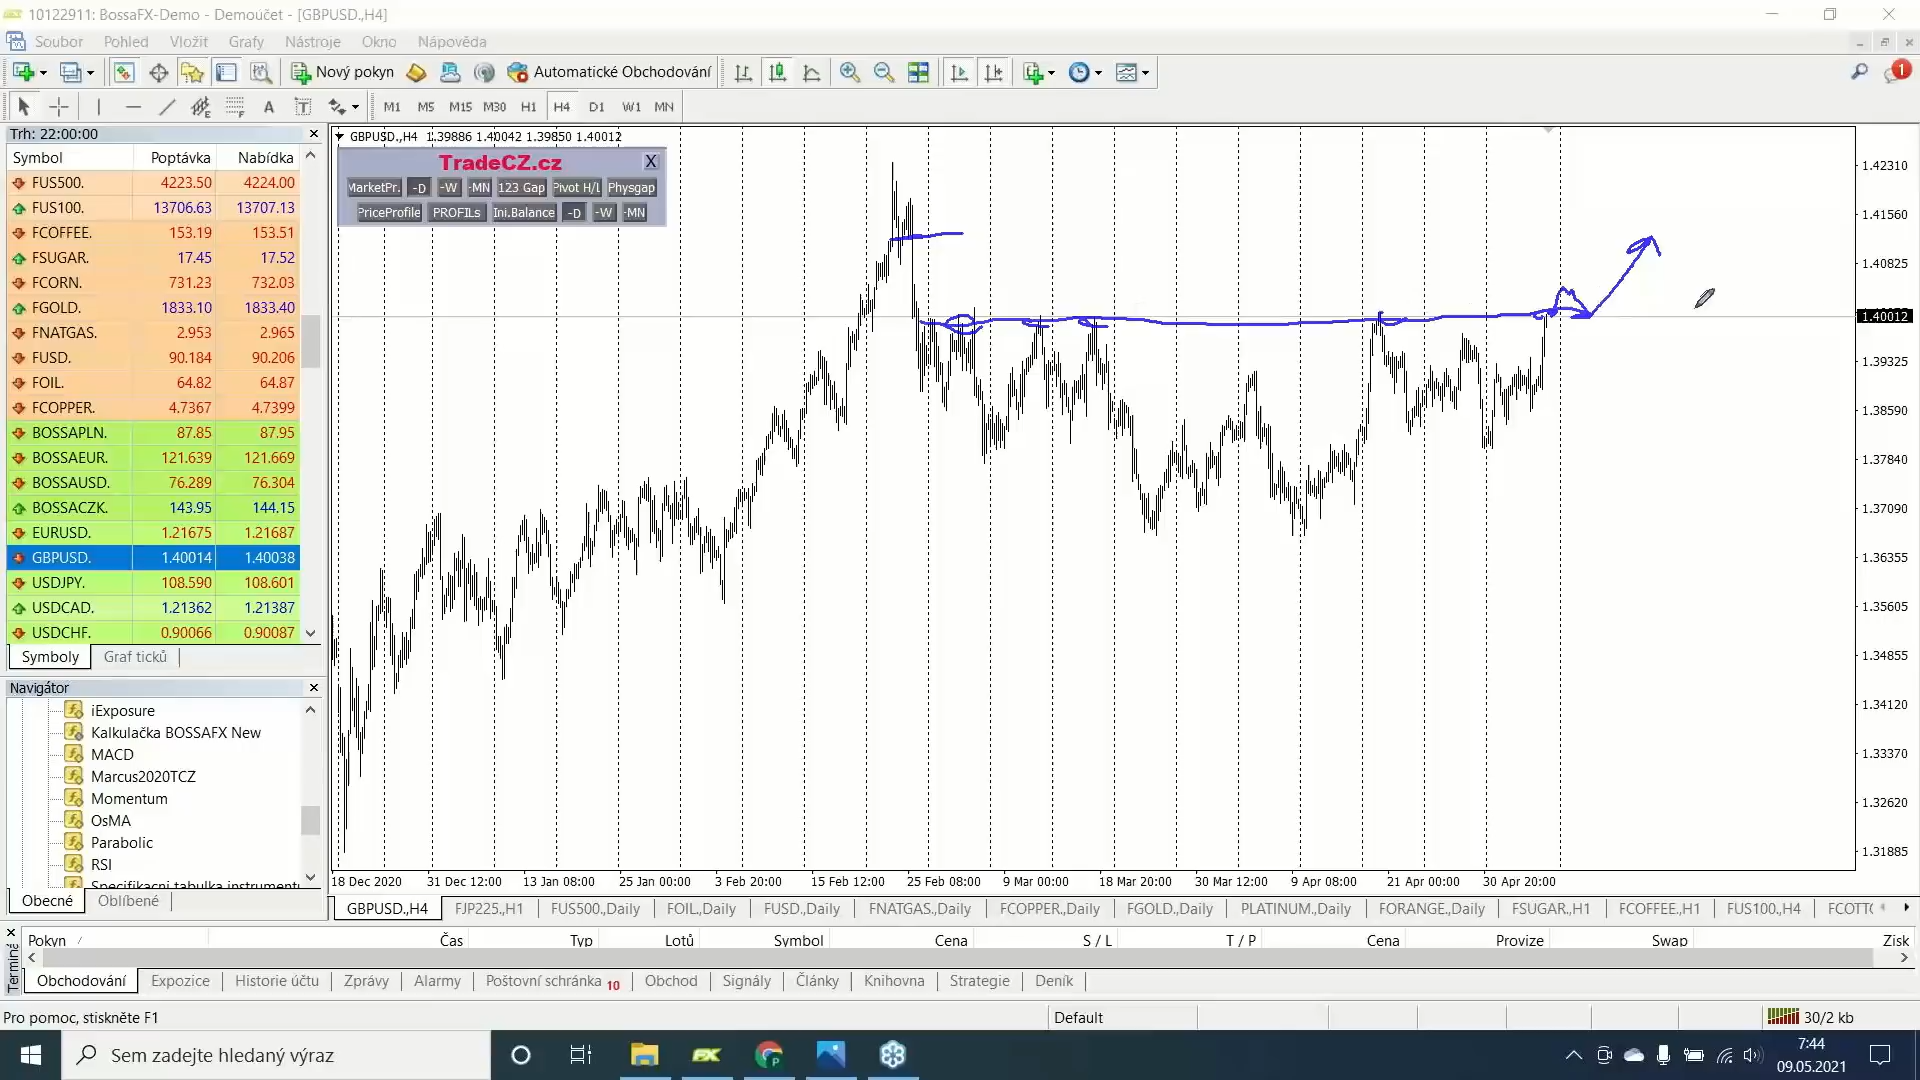 10122911: BossaFX-Demo - Demoúčet - [GBPUSD.,H4]
Soubor Pohled Vložit Grafy Nástroje Okno Nápověda
Nový pokyn Automatické Obchodování 1
A T M1 M5 M15 M30 H1 H4 D1 W1 MN
Trh: 22:00:00
Symbol Poptávka Nabídka
FUS500. 4223.50 4224.00
FUS100. 13706.63 13707.13
FCOFFEE. 153.19 153.51
FSUGAR. 17.45 17.52
FCORN. 731.23 732.03
FGOLD. 1833.10 1833.40
FNATGAS. 2.953 2.965
FUSD. 90.184 90.206
FOIL. 64.82 64.87
FCOPPER. 4.7367 4.7399
BOSSAPLN. 87.85 87.95
BOSSAEUR. 121.639 121.669
BOSSAUSD. 76.289 76.304
BOSSACZK. 143.95 144.15
EURUSD. 1.21675 1.21687
GBPUSD. 1.40014 1.40038
USDJPY. 108.590 108.601
USDCAD. 1.21362 1.21387
USDCHF. 0.90066 0.90087
Symboly Graf ticků
Navigátor
iExposure
Kalkulačka BOSSAFX New
MACD
Marcus2020TCZ
Momentum
OsMA
Parabolic
RSI
Specifikacni tabulka instrument
Obecné Oblíbené
GBPUSD.,H4 1.39886 1.40042 1.39850 1.40012
TradeCZ.cz X
MarketPr. -D -W -MN 123 Gap Pivot H/L Physgap
PriceProfile PROFILs Ini.Balance -D -W -MN
1.42310
1.41560
1.40825
1.40012
1.39325
1.38590
1.37840
1.37090
1.36355
1.35605
1.34855
1.34120
1.33370
1.32620
1.31885
18 Dec 2020 31 Dec 12:00 13 Jan 08:00 25 Jan 00:00 3 Feb 20:00 15 Feb 12:00 25 Feb 08:00 9 Mar 00:00 18 Mar 20:00 30 Mar 12:00 9 Apr 08:00 21 Apr 00:00 30 Apr 20:00
GBPUSD.,H4 FJP225.,H1 FUS500.,Daily FOIL.,Daily FUSD.,Daily FNATGAS.,Daily FCOPPER.,Daily FGOLD.,Daily PLATINUM.,Daily FORANGE.,Daily FSUGAR.,H1 FCOFFEE.,H1 FUS100.,H4 FCOTT
Pokyn Čas Typ Lotů Symbol Cena S / L T / P Cena Provize Swap Zisk
Terminá
Obchodování Expozice Historie účtu Zprávy Alarmy Poštovní schránka 10 Obchod Signály Články Knihovna Strategie Deník
Pro pomoc, stiskněte F1 Default 30/2 kb
Sem zadejte hledaný výraz FX P 7:44
09.05.2021